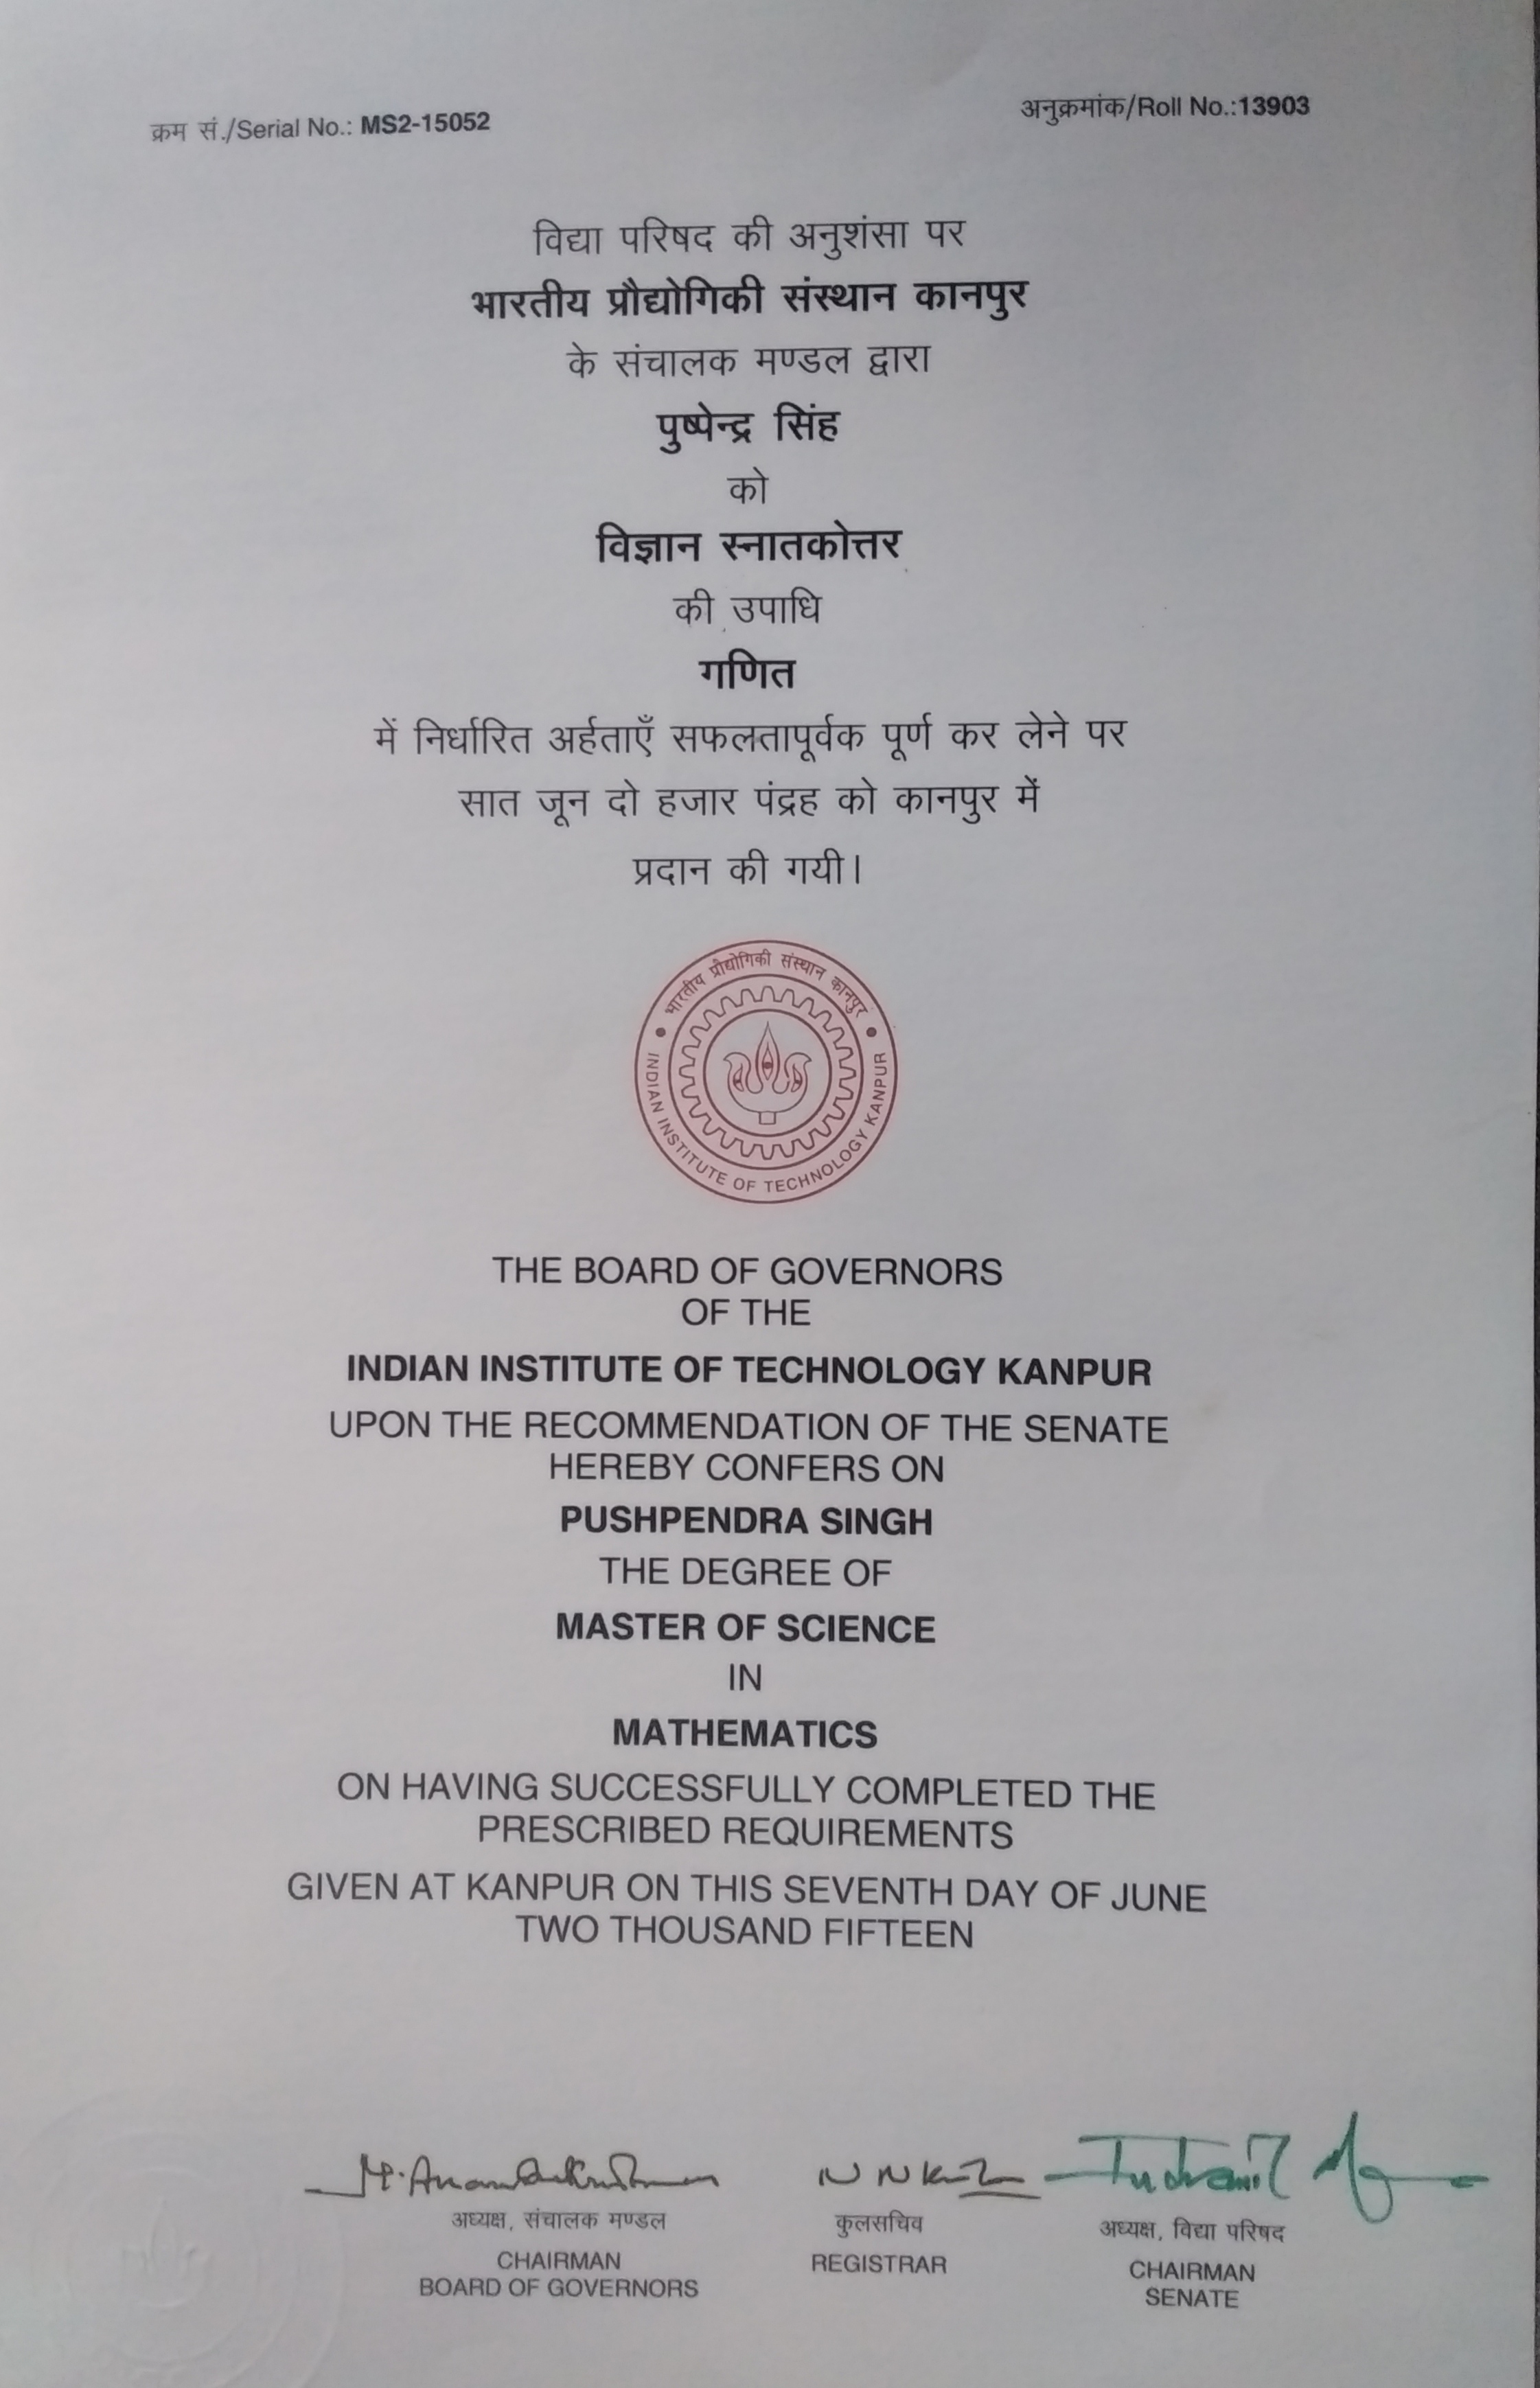 क्रम सं./Serial No.: MS2-15052
अनुक्रमांक/Roll No.:13903
विद्या परिषद की अनुशंसा पर
भारतीय प्रौद्योगिकी संस्थान कानपुर
के संचालक मण्डल द्वारा
पुष्पेन्द्र सिंह
को
विज्ञान स्नातकोत्तर
की उपाधि
गणित
में निर्धारित अर्हताएँ सफलतापूर्वक पूर्ण कर लेने पर
सात जून दो हजार पंद्रह को कानपुर में
प्रदान की गयी।
भारतीय प्रौद्योगिकी संस्थान कानपुर
INDIAN INSTITUTE OF TECHNOLOGY KANPUR
THE BOARD OF GOVERNORS
OF THE
INDIAN INSTITUTE OF TECHNOLOGY KANPUR
UPON THE RECOMMENDATION OF THE SENATE
HEREBY CONFERS ON
PUSHPENDRA SINGH
THE DEGREE OF
MASTER OF SCIENCE
IN
MATHEMATICS
ON HAVING SUCCESSFULLY COMPLETED THE
PRESCRIBED REQUIREMENTS
GIVEN AT KANPUR ON THIS SEVENTH DAY OF JUNE
TWO THOUSAND FIFTEEN
अध्यक्ष, संचालक मण्डल
CHAIRMAN
BOARD OF GOVERNORS
कुलसचिव
REGISTRAR
अध्यक्ष, विद्या परिषद
CHAIRMAN
SENATE